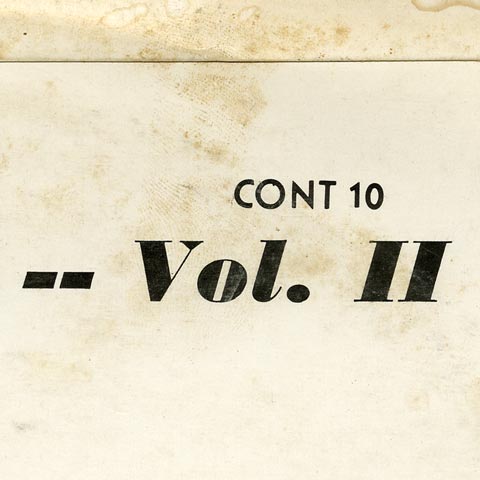 CONT 10
-- Vol. II